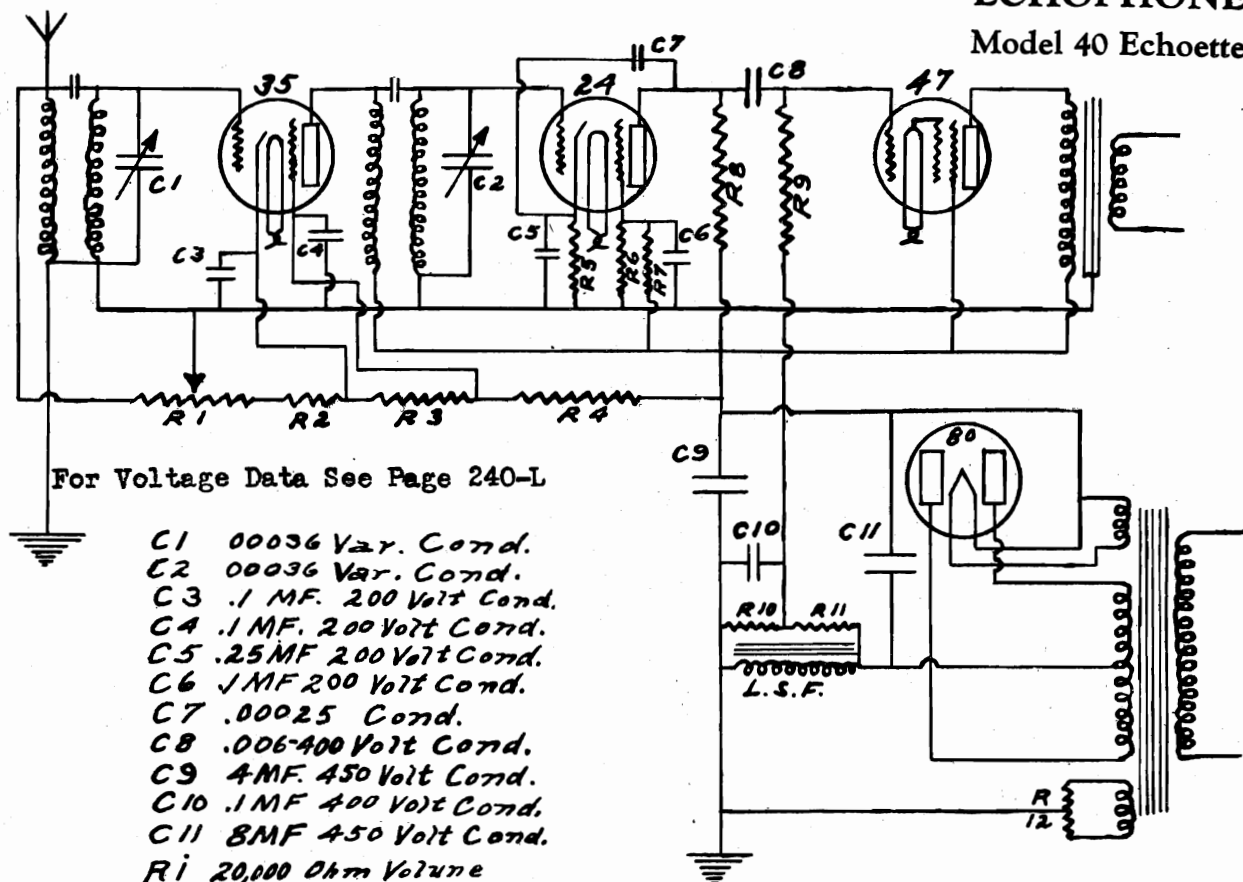 ECHOPHONE
Model 40 Echoette
35
24
47
C7
C8
C1
C2
C3
C4
C5
R5
R6
R7
C6
R8
R9
R1
R2
R3
R4
For Voltage Data See Page 240-L
C9
80
C10
C11
R10
R11
L.S.F.
R
12
C1 00036 Var. Cond.
C2 00036 Var. Cond.
C3 .1 MF. 200 Volt Cond.
C4 .1 MF. 200 Volt Cond.
C5 .25MF 200 Volt Cond.
C6 .1 MF 200 Volt Cond.
C7 .00025 Cond.
C8 .006-400 Volt Cond.
C9 4MF. 450 Volt Cond.
C10 .1 MF 400 Volt Cond.
C11 8MF 450 Volt Cond.
R1 20,000 Ohm Volune